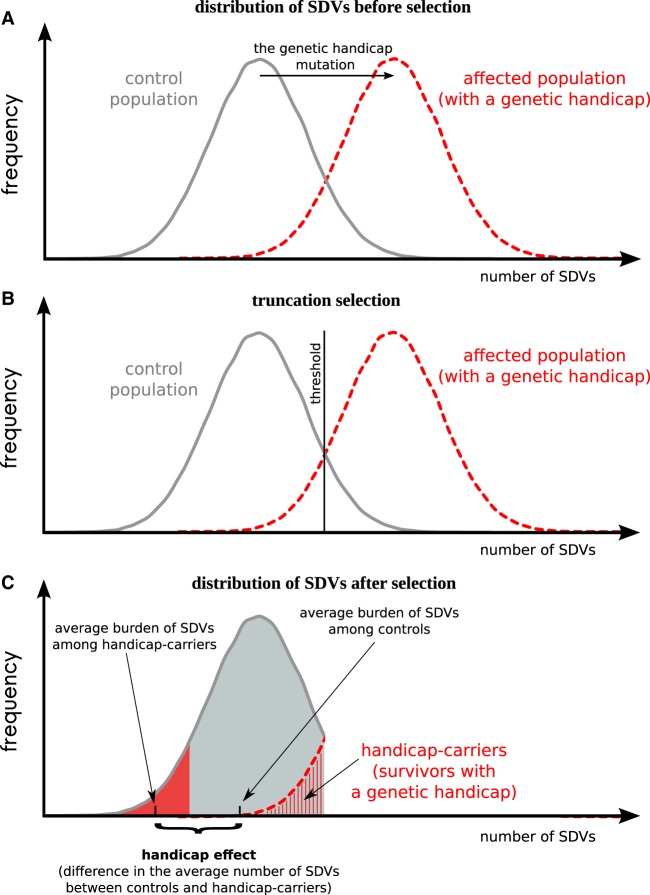 A
distribution of SDVs before selection
the genetic handicap
mutation
control
population
affected population
(with a genetic handicap)
frequency
number of SDVs
B
truncation selection
control
population
threshold
affected population
(with a genetic handicap)
frequency
number of SDVs
C
distribution of SDVs after selection
average burden of SDVs
among handicap-carriers
average burden of SDVs
among controls
frequency
handicap-carriers
(survivors with
a genetic handicap)
number of SDVs
handicap effect
(difference in the average number of SDVs
between controls and handicap-carriers)